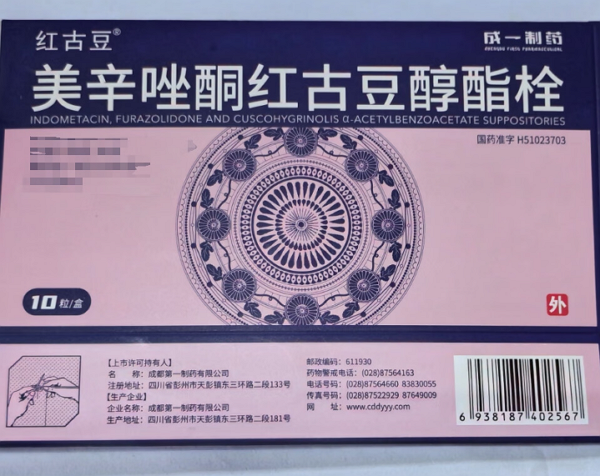 红古豆®
成一制药
CHENGDU FIRST PHARMACEUTICAL
美辛唑酮红古豆醇酯栓
INDOMETACIN, FURAZOLIDONE AND CUSCOHYGRINOLIS α-ACETYLBENZOACETATE SUPPOSITORIES
国药准字 H51023703
10粒/盒
外
【上市许可持有人】
名 称：成都第一制药有限公司
注册地址：四川省彭州市天彭镇东三环路二段133号
【生产企业】
企业名称：成都第一制药有限公司
生产地址：四川省彭州市天彭镇东三环路二段181号
邮政编码：611930
药物警戒电话：(028)87564163
电话号码：(028)87564660 83830055
传真号码：(028)87522929 87649009
网 址：www.cddyyy.com
6 938187 402567